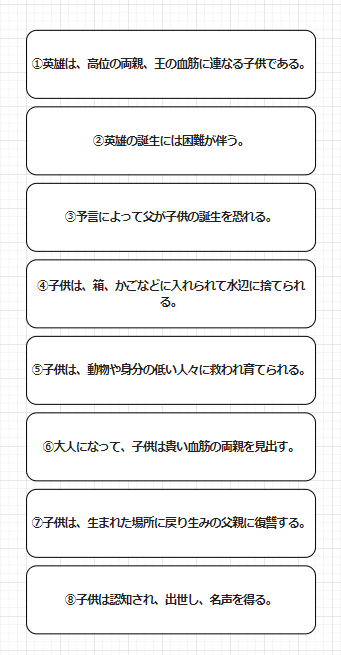 ①英雄は、高位の両親、王の血筋に連なる子供である。
②英雄の誕生には困難が伴う。
③予言によって父が子供の誕生を恐れる。
④子供は、箱、かごなどに入れられて水辺に捨てられ
る。
⑤子供は、動物や身分の低い人々に救われ育てられる。
⑥大人になって、子供は貴い血筋の両親を見出す。
⑦子供は、生まれた場所に戻り生みの父親に復讐する。
⑧子供は認知され、出世し、名声を得る。